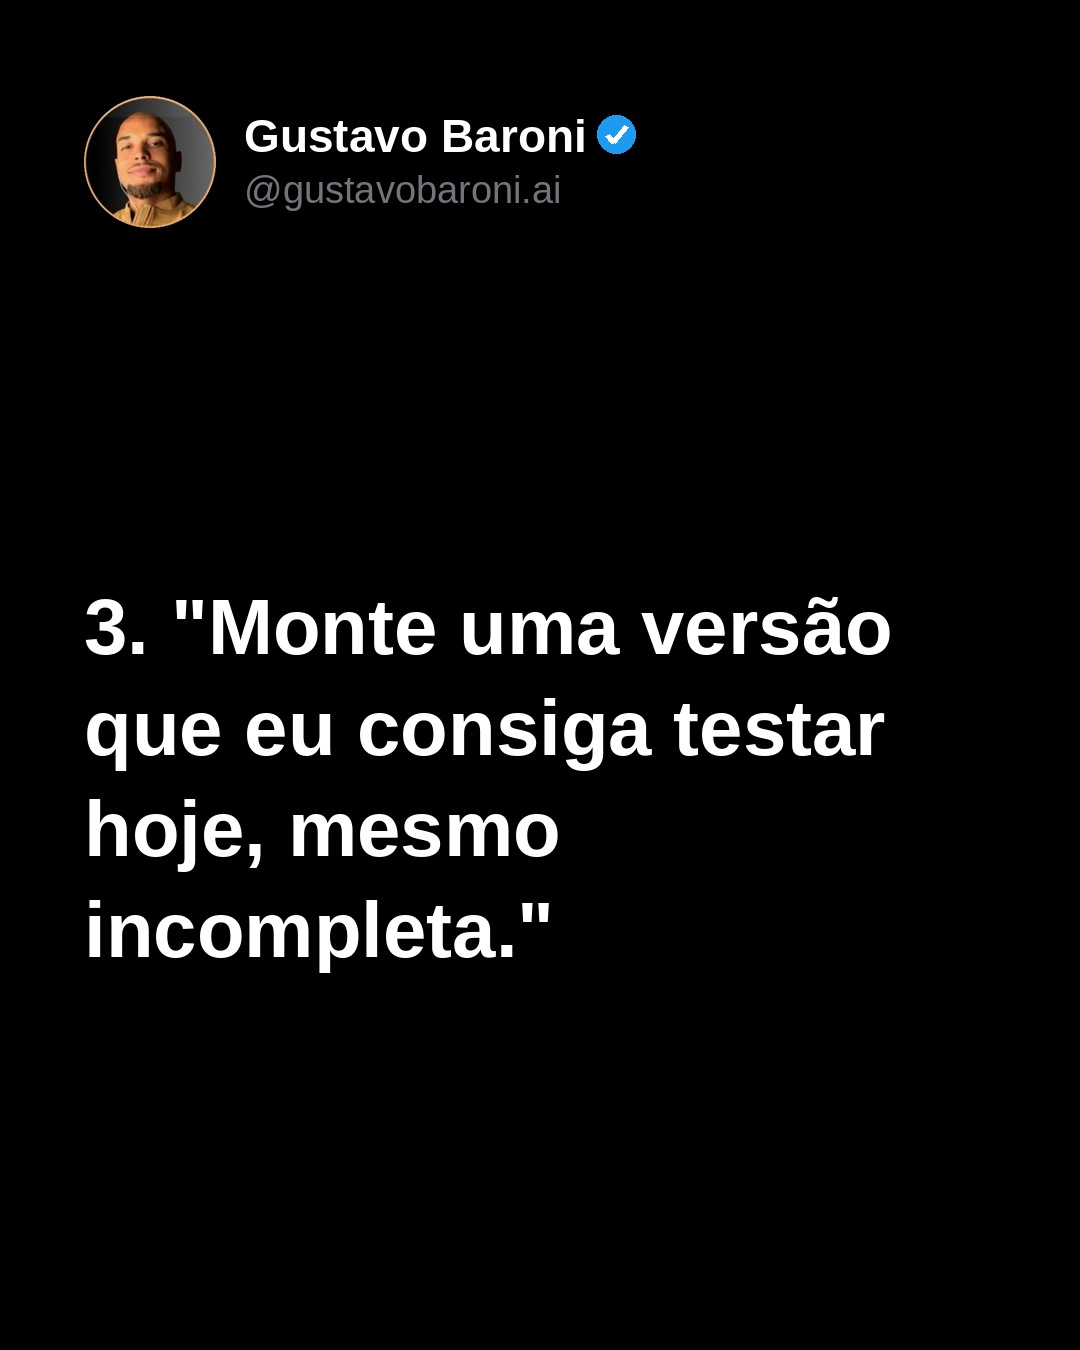 Gustavo Baroni
@gustavobaroni.ai
3. "Monte uma versão
que eu consiga testar
hoje, mesmo
incompleta."